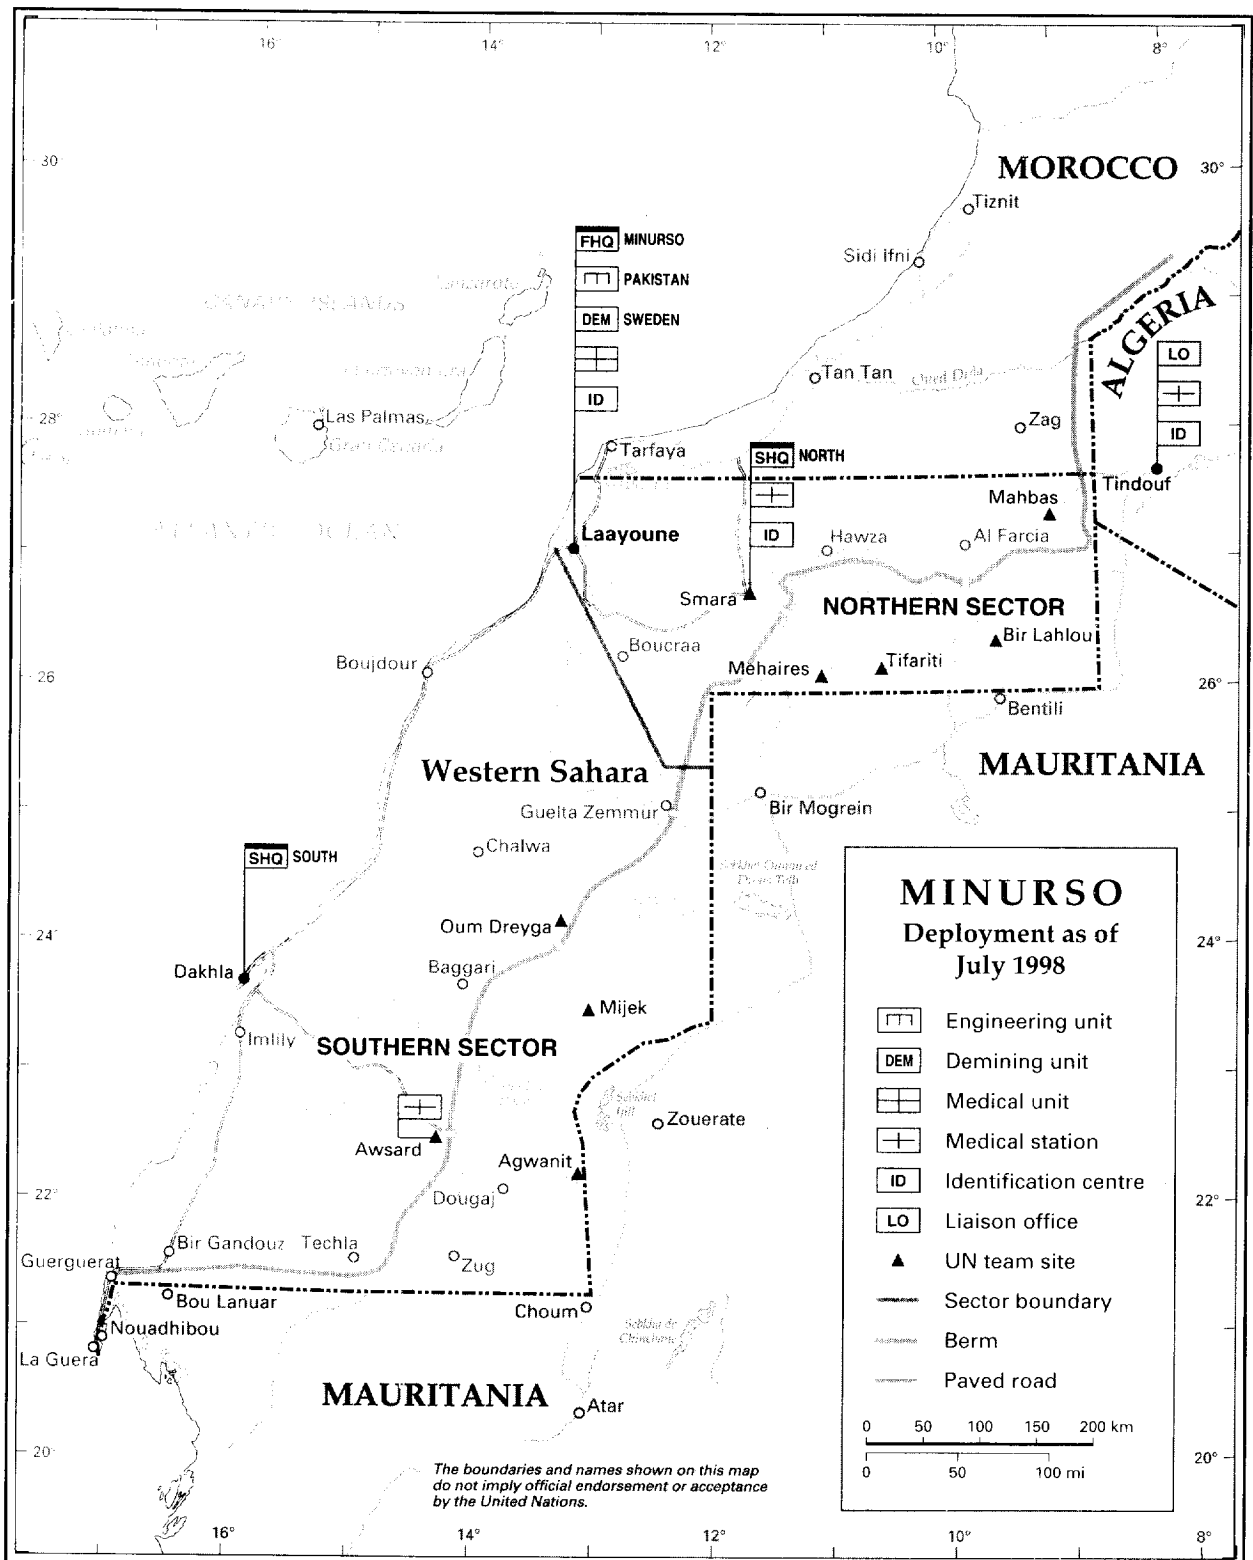 16°
14°
12°
10°
8°
30°
MOROCCO
30°
Tiznit
FHQ MINURSO
Sidi Ifni
PAKISTAN
ALGERIA
DEM SWEDEN
LO
ID
Tan Tan
28°
Las Palmas
Zag
ID
Tarfaya
SHQ NORTH
Tindouf
Mahbas
Laayoune
ID
Hawza
Al Farcia
Smara
NORTHERN SECTOR
Boucraa
Bir Lahlou
Boujdour
Mehaires
Tifariti
26°
26°
Bentili
Western Sahara
MAURITANIA
Guelta Zemmur
Bir Mogrein
Chalwa
SHQ SOUTH
Oum Dreyga
24°
24°
Dakhla
Baggari
Mijek
Imlily
SOUTHERN SECTOR
Zouerate
Awsard
Agwanit
22°
22°
Dougaj
Bir Gandouz
Techla
Guerguerat
Zug
Bou Lanuar
Choum
Nouadhibou
La Guera
MAURITANIA
Atar
20°
20°
MINURSO
Deployment as of
July 1998
Engineering unit
DEM Demining unit
Medical unit
Medical station
ID Identification centre
LO Liaison office
UN team site
Sector boundary
Berm
Paved road
0 50 100 150 200 km
0 50 100 mi
The boundaries and names shown on this map
do not imply official endorsement or acceptance
by the United Nations.
16°
14°
12°
10°
8°